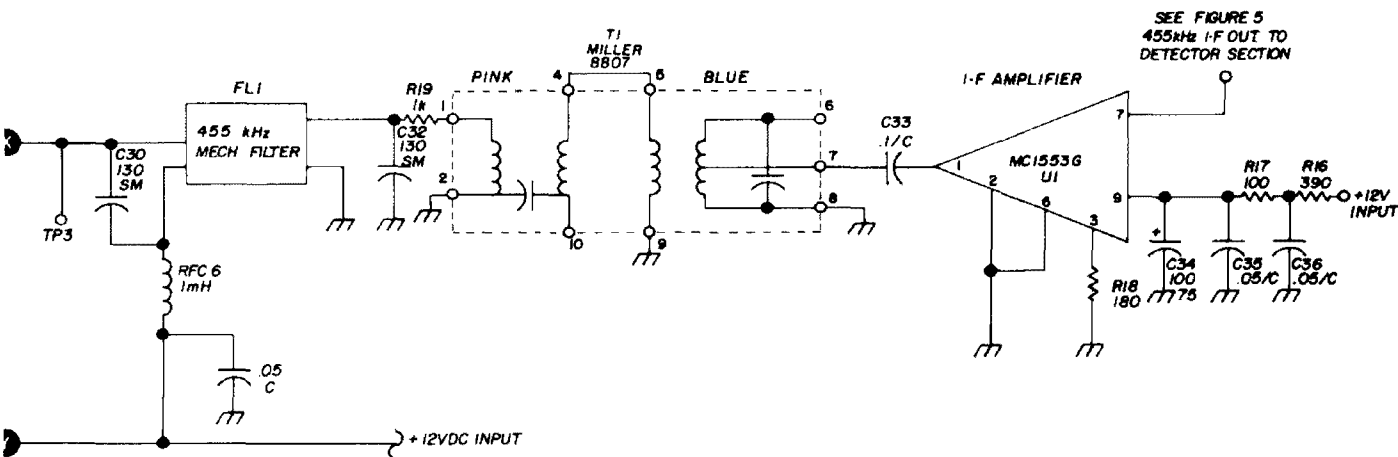 SEE FIGURE 5
455kHz I-F OUT TO
DETECTOR SECTION
T1
MILLER
8807
PINK
4
5
BLUE
I-F AMPLIFIER
FL1
455 kHz
MECH FILTER
R19
1k
1
6
7
C30
130
SM
C32
130
SM
C33
.1/C
7
1
MC1553G
U1
R17
100
R16
390
+12V
INPUT
2
8
2
9
6
3
TP3
10
9
+
C34
100
75
C35
.05/C
C36
.05/C
R18
180
RFC 6
1mH
.05
C
+12VDC INPUT